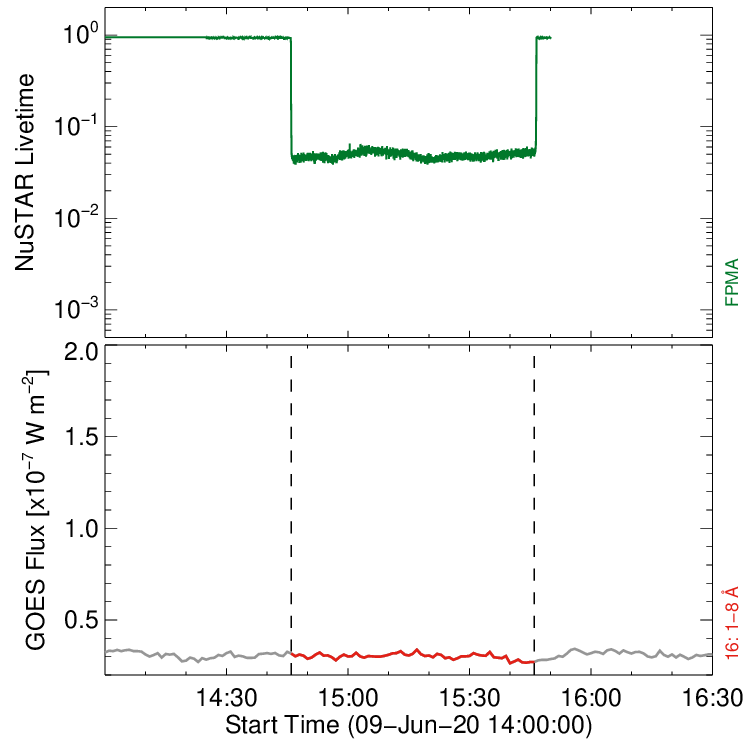 10⁰
10⁻¹
10⁻²
10⁻³
NuSTAR Livetime
FPMA
2.0
1.5
1.0
0.5
GOES Flux [x10⁻⁷ W m⁻²]
16: 1−8 Å
14:30 15:00 15:30 16:00 16:30
Start Time (09−Jun−20 14:00:00)